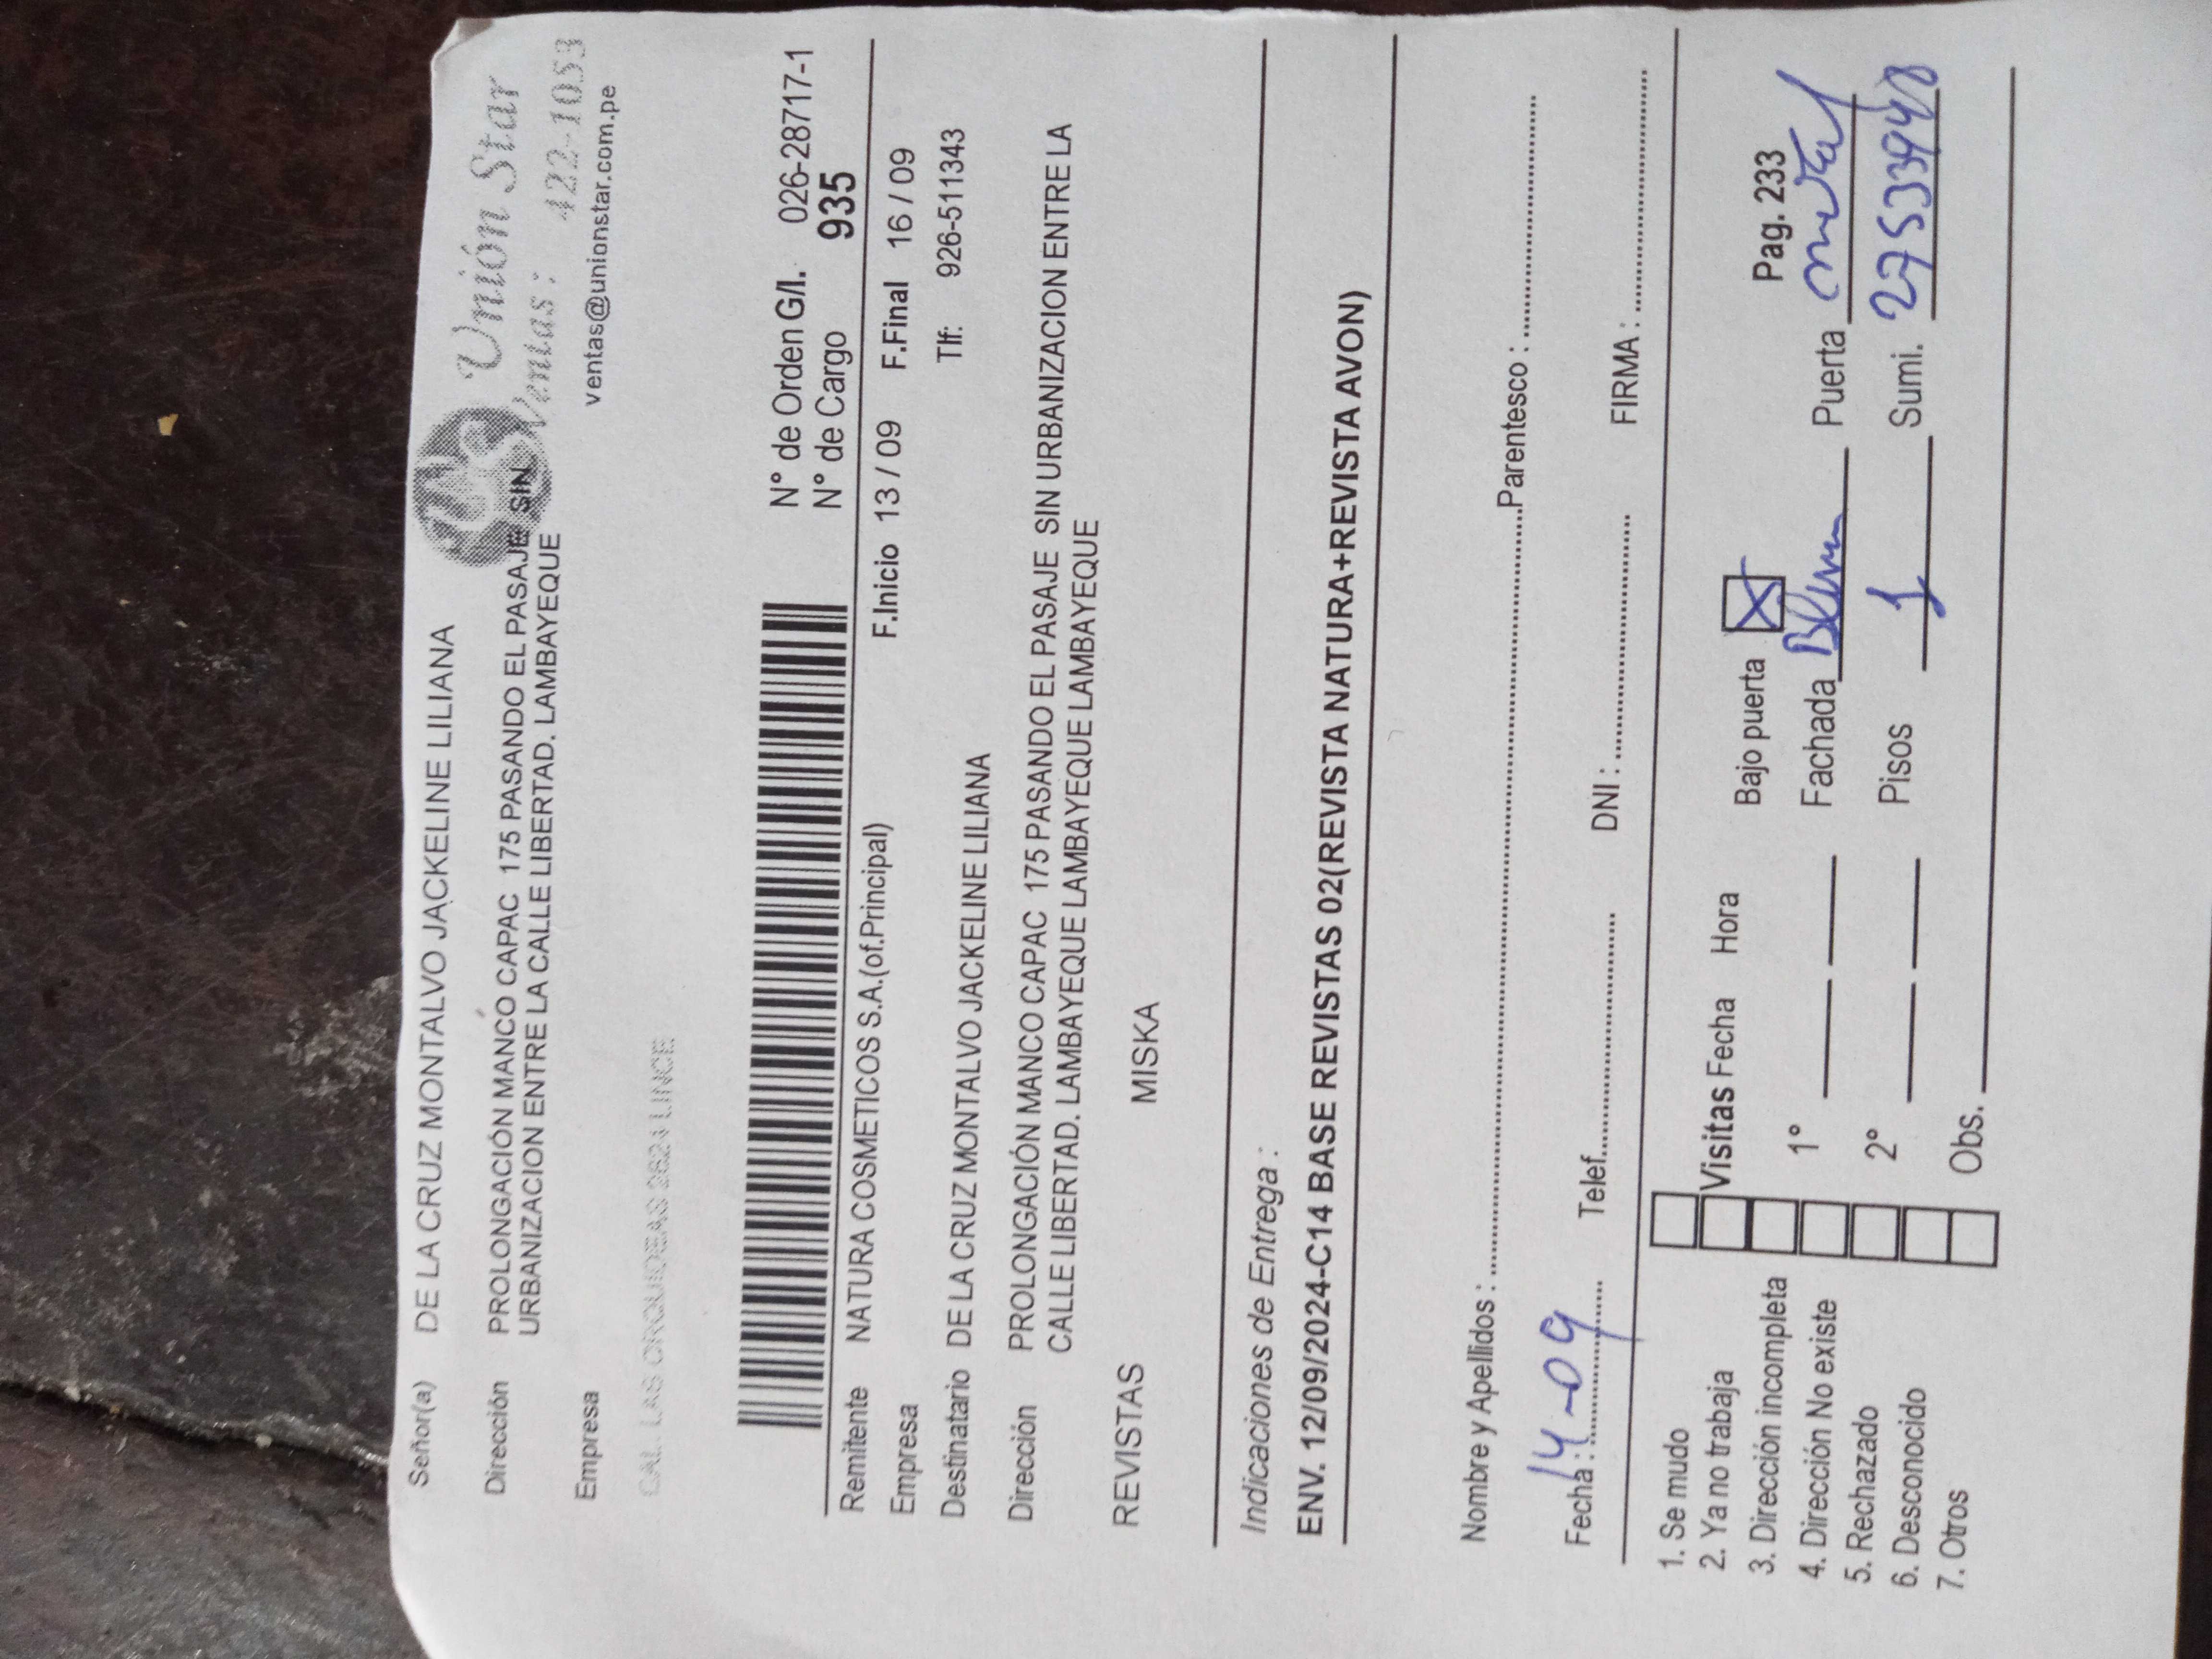 Señor(a) DE LA CRUZ MONTALVO JACKELINE LILIANA
Unión Star
Dirección PROLONGACIÓN MANCO CAPAC 175 PASANDO EL PASAJE SIN
URBANIZACION ENTRE LA CALLE LIBERTAD. LAMBAYEQUE
Ventas: 422-1053
Empresa
ventas@unionstar.com.pe
CAL. LAS ORQUIDEAS 2621 LINCE
N° de Orden G/I. 026-28717-1
N° de Cargo 935
Remitente NATURA COSMETICOS S.A.(of.Principal) F.Inicio 13 / 09 F.Final 16 / 09
Empresa
Destinatario DE LA CRUZ MONTALVO JACKELINE LILIANA Tlf: 926-511343
Dirección PROLONGACIÓN MANCO CAPAC 175 PASANDO EL PASAJE SIN URBANIZACION ENTRE LA
CALLE LIBERTAD. LAMBAYEQUE LAMBAYEQUE LAMBAYEQUE
REVISTAS MISKA
Indicaciones de Entrega :
ENV. 12/09/2024-C14 BASE REVISTAS 02(REVISTA NATURA+REVISTA AVON)
Nombre y Apellidos : Parentesco :
Fecha : 14-09 Telef. DNI : FIRMA :
1. Se mudo
2. Ya no trabaja Visitas Fecha Hora Bajo puerta X Pag. 233
3. Dirección incompleta
4. Dirección No existe 1° Fachada Puerta
5. Rechazado
6. Desconocido 2° Pisos 1 Sumi.
7. Otros Obs.